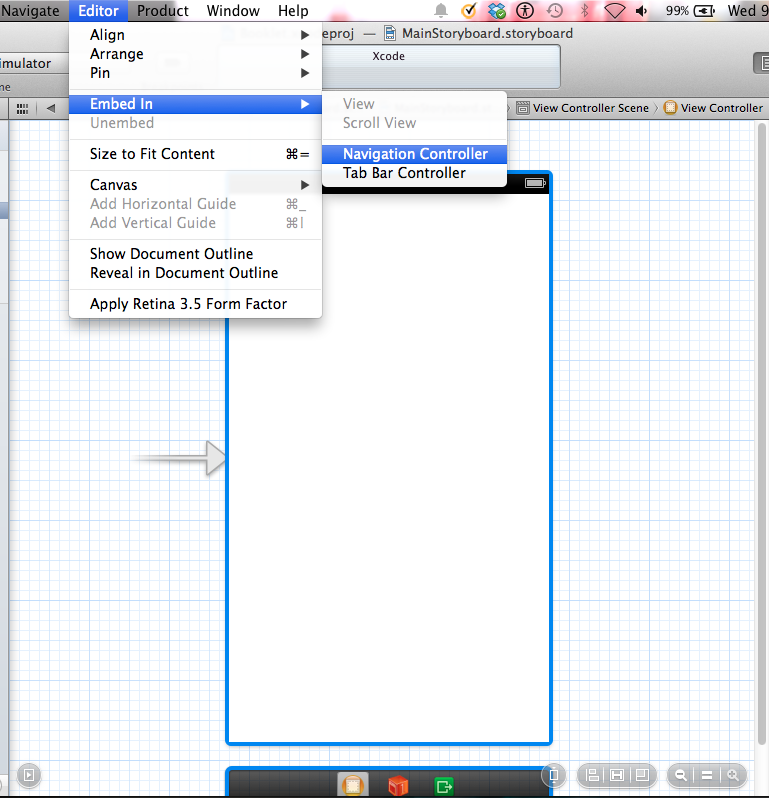 Navigate Editor Product Window Help 99% Wed 9
eproj — MainStoryboard.storyboard
imulator
Xcode
ne
View Controller Scene View Controller
Align
Arrange
Pin
Embed In
Unembed
Size to Fit Content ⌘=
Canvas
Add Horizontal Guide ⌘_
Add Vertical Guide ⌘|
Show Document Outline
Reveal in Document Outline
Apply Retina 3.5 Form Factor
View
Scroll View
Navigation Controller
Tab Bar Controller